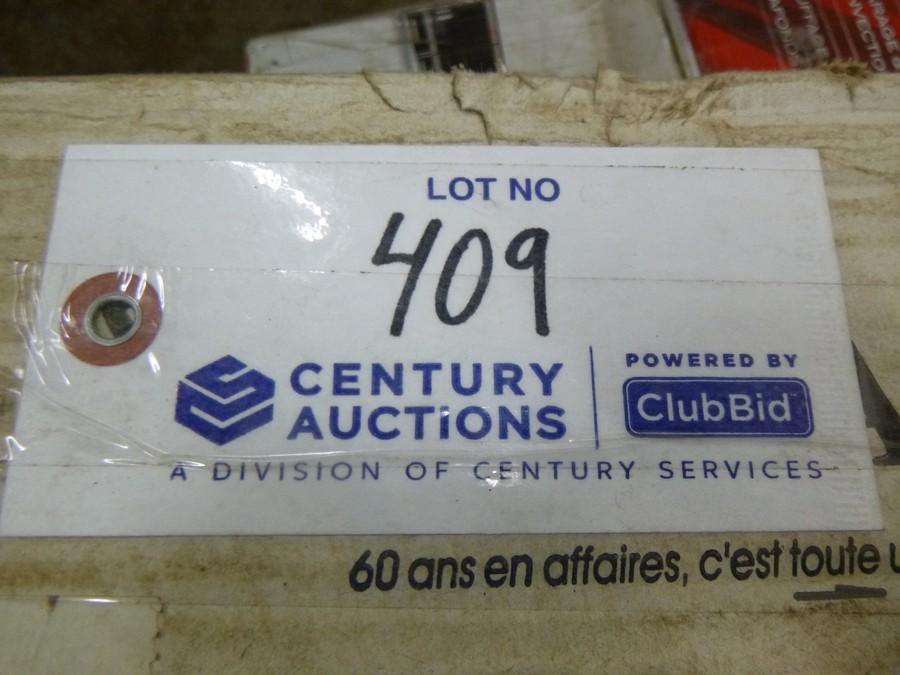 LOT NO
409
CENTURY
AUCTIONS
POWERED BY
ClubBid
A DIVISION OF CENTURY SERVICES
60 ans en affaires, c'est toute